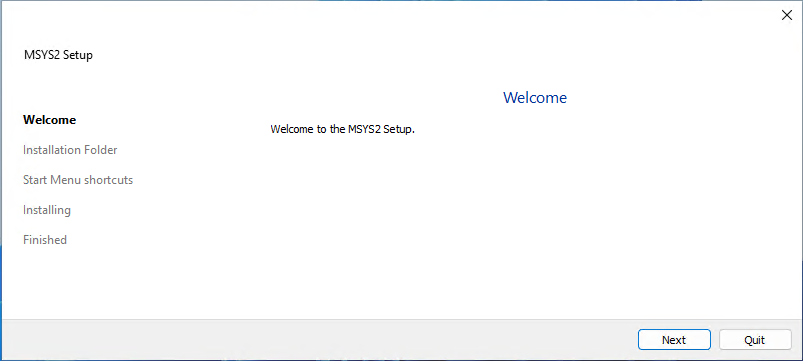 MSYS2 Setup
Welcome
Installation Folder
Start Menu shortcuts
Installing
Finished
Welcome
Welcome to the MSYS2 Setup.
Next
Quit